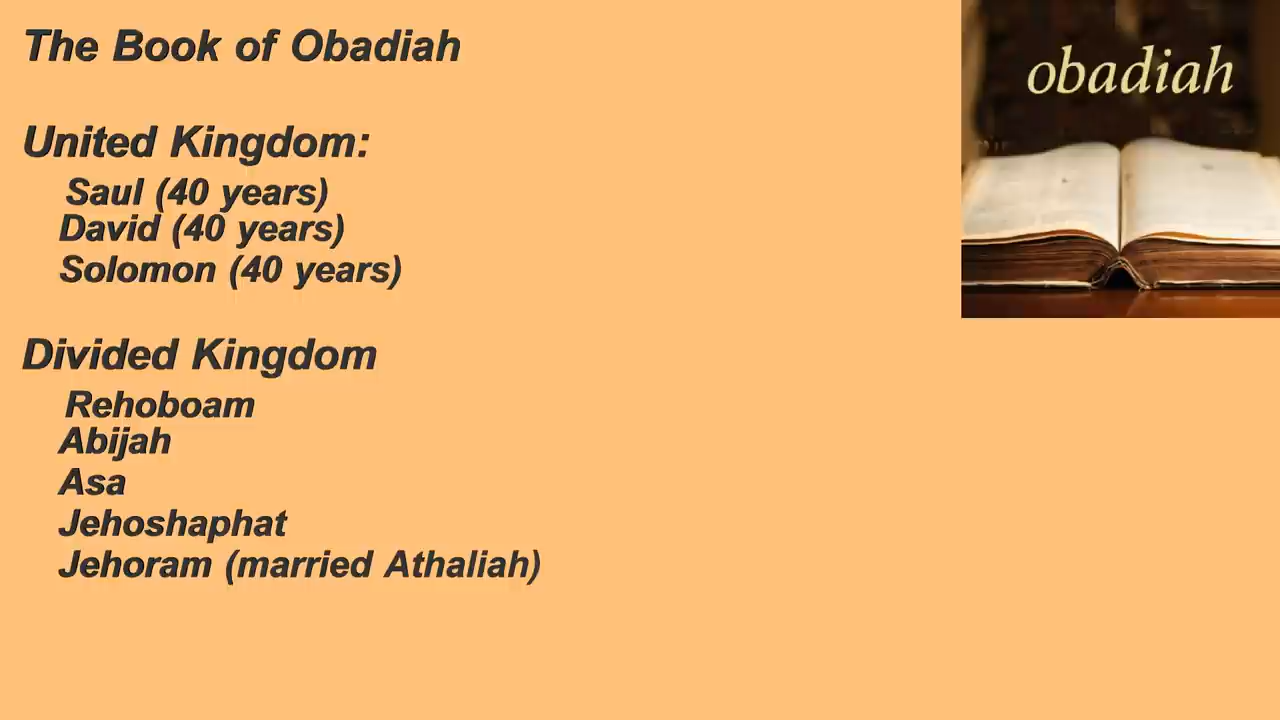 The Book of Obadiah
obadiah
United Kingdom:
Saul (40 years)
David (40 years)
Solomon (40 years)
Divided Kingdom
Rehoboam
Abijah
Asa
Jehoshaphat
Jehoram (married Athaliah)